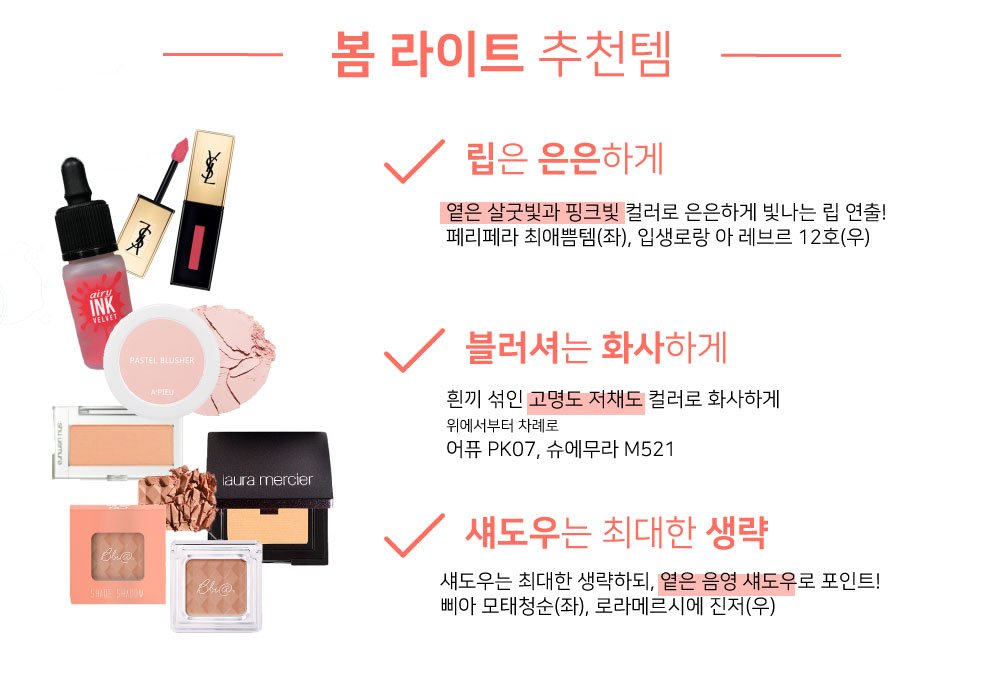 봄 라이트 추천템
립은 은은하게
옅은 살굿빛과 핑크빛 컬러로 은은하게 빛나는 립 연출!
페리페라 최애쁨템(좌), 입생로랑 아 레브르 12호(우)
YSL
YSL
airy
INK
VELVET
블러셔는 화사하게
흰끼 섞인 고명도 저채도 컬러로 화사하게
위에서부터 차례로
어퓨 PK07, 슈에무라 M521
PASTEL BLUSHER
A'PIEU
shu uemura
laura mercier
섀도우는 최대한 생략
섀도우는 최대한 생략하되, 옅은 음영 섀도우로 포인트!
삐아 모태청순(좌), 로라메르시에 진저(우)
Bbi@
SHADE SHADOW
Bbi@